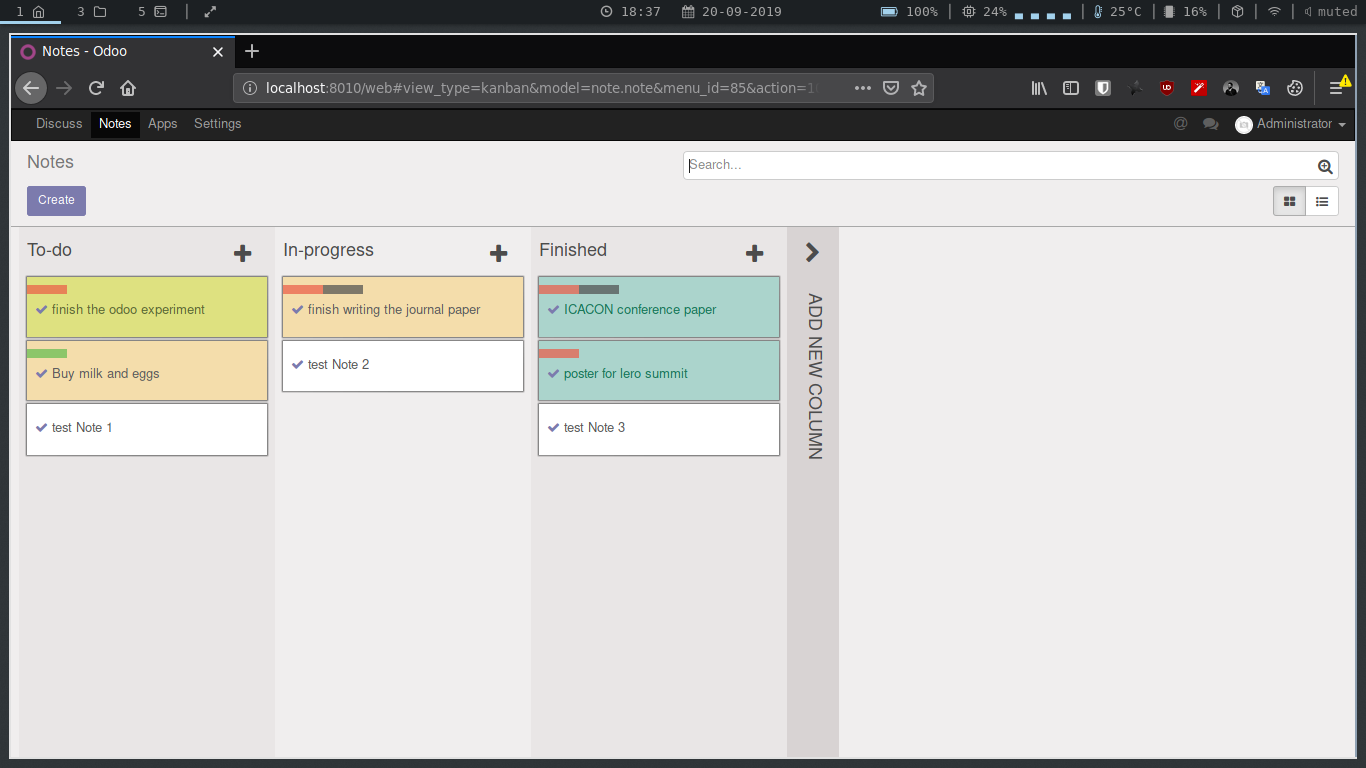 1 3 5 18:37 20-09-2019 100% 24% 25°C 16% muted
Notes - Odoo
localhost:8010/web#view_type=kanban&model=note.note&menu_id=85&action=1
Discuss Notes Apps Settings Administrator
Notes
Search...
Create
To-do
finish the odoo experiment
Buy milk and eggs
test Note 1
In-progress
finish writing the journal paper
test Note 2
Finished
ICACON conference paper
poster for lero summit
test Note 3
ADD NEW COLUMN